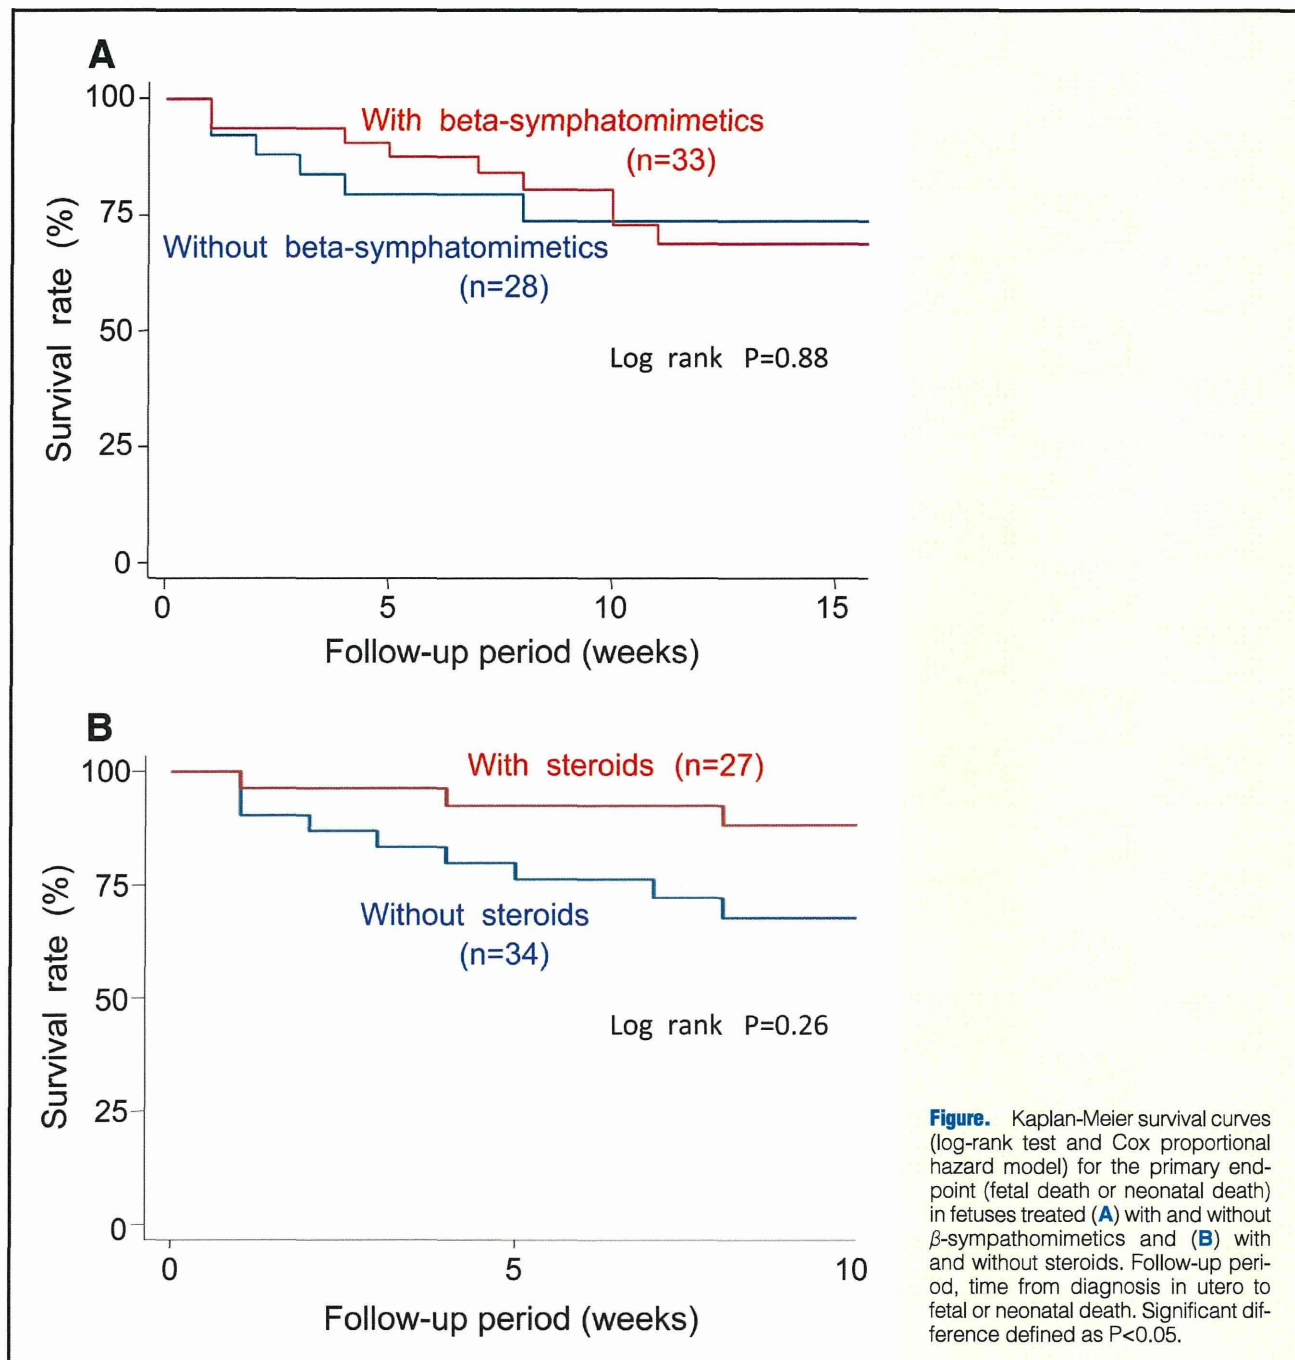 A
100
With beta-symphatomimetics
(n=33)
75
Without beta-symphatomimetics
(n=28)
50
Log rank P=0.88
25
0
Survival rate (%)
0 5 10 15
Follow-up period (weeks)
B
100
With steroids (n=27)
75
Without steroids
(n=34)
50
Log rank P=0.26
25
0
Survival rate (%)
0 5 10
Follow-up period (weeks)
Figure. Kaplan-Meier survival curves
(log-rank test and Cox proportional
hazard model) for the primary end-
point (fetal death or neonatal death)
in fetuses treated (A) with and without
β-sympathomimetics and (B) with
and without steroids. Follow-up peri-
od, time from diagnosis in utero to
fetal or neonatal death. Significant dif-
ference defined as P<0.05.